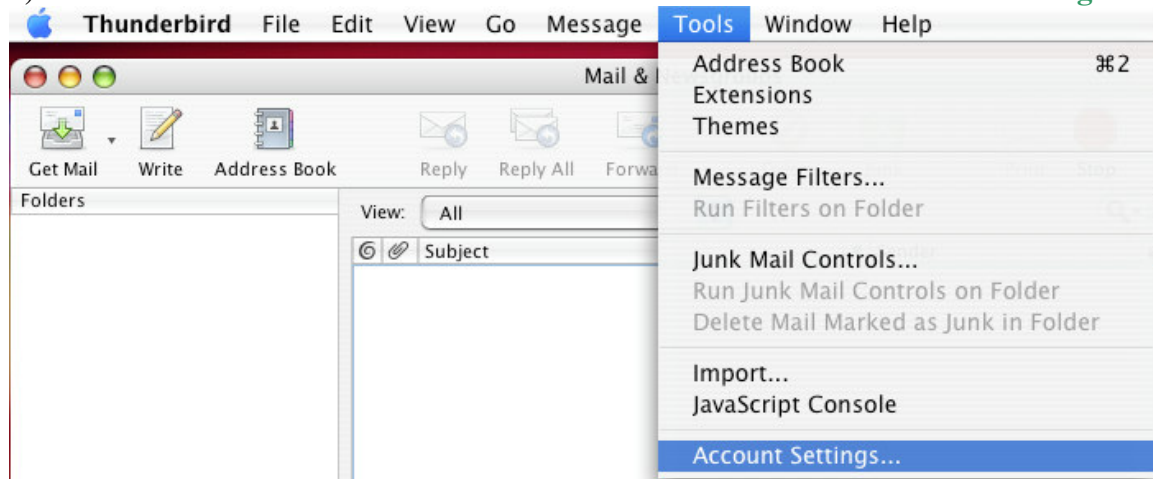 Thunderbird File Edit View Go Message Tools Window Help
Mail &
Address Book ⌘2
Extensions
Themes
Get Mail Write Address Book Reply Reply All Forwa
Message Filters...
Run Filters on Folder
Folders
View: All
Subject
Junk Mail Controls...
Run Junk Mail Controls on Folder
Delete Mail Marked as Junk in Folder
Import...
JavaScript Console
Account Settings...